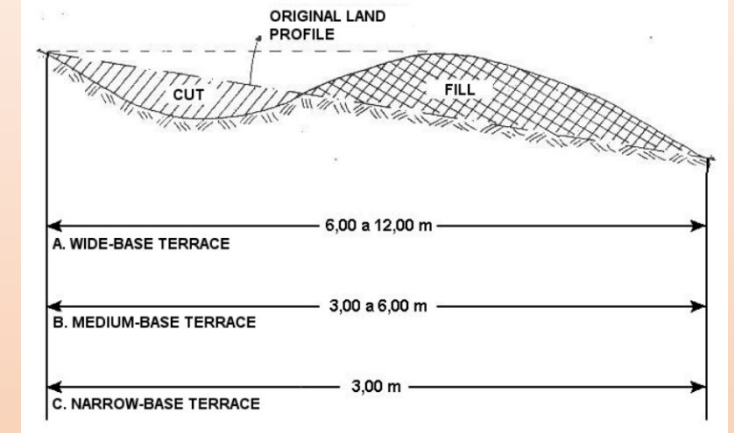 ORIGINAL LAND
PROFILE
CUT
FILL
6,00 a 12,00 m
A. WIDE-BASE TERRACE
3,00 a 6,00 m
B. MEDIUM-BASE TERRACE
3,00 m
C. NARROW-BASE TERRACE